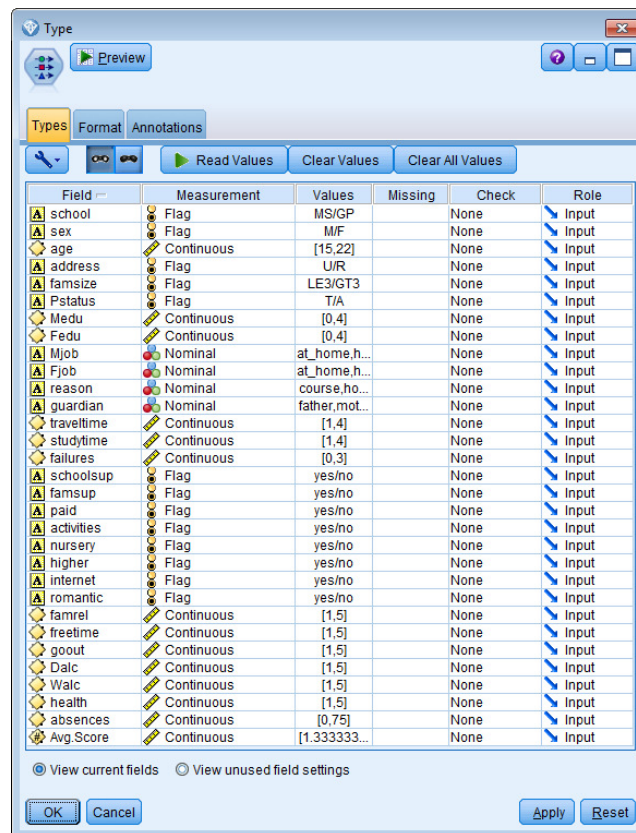 Type
Preview
Types Format Annotations
Read Values Clear Values Clear All Values
Field Measurement Values Missing Check Role
A school Flag MS/GP None Input
A sex Flag M/F None Input
age Continuous [15,22] None Input
A address Flag U/R None Input
A famsize Flag LE3/GT3 None Input
A Pstatus Flag T/A None Input
Medu Continuous [0,4] None Input
Fedu Continuous [0,4] None Input
A Mjob Nominal at_home,h... None Input
A Fjob Nominal at_home,h... None Input
A reason Nominal course,ho... None Input
A guardian Nominal father,mot... None Input
traveltime Continuous [1,4] None Input
studytime Continuous [1,4] None Input
failures Continuous [0,3] None Input
A schoolsup Flag yes/no None Input
A famsup Flag yes/no None Input
A paid Flag yes/no None Input
A activities Flag yes/no None Input
A nursery Flag yes/no None Input
A higher Flag yes/no None Input
A internet Flag yes/no None Input
A romantic Flag yes/no None Input
famrel Continuous [1,5] None Input
freetime Continuous [1,5] None Input
goout Continuous [1,5] None Input
Dalc Continuous [1,5] None Input
Walc Continuous [1,5] None Input
health Continuous [1,5] None Input
absences Continuous [0,75] None Input
# Avg.Score Continuous [1.333333... None Input
View current fields View unused field settings
OK Cancel Apply Reset